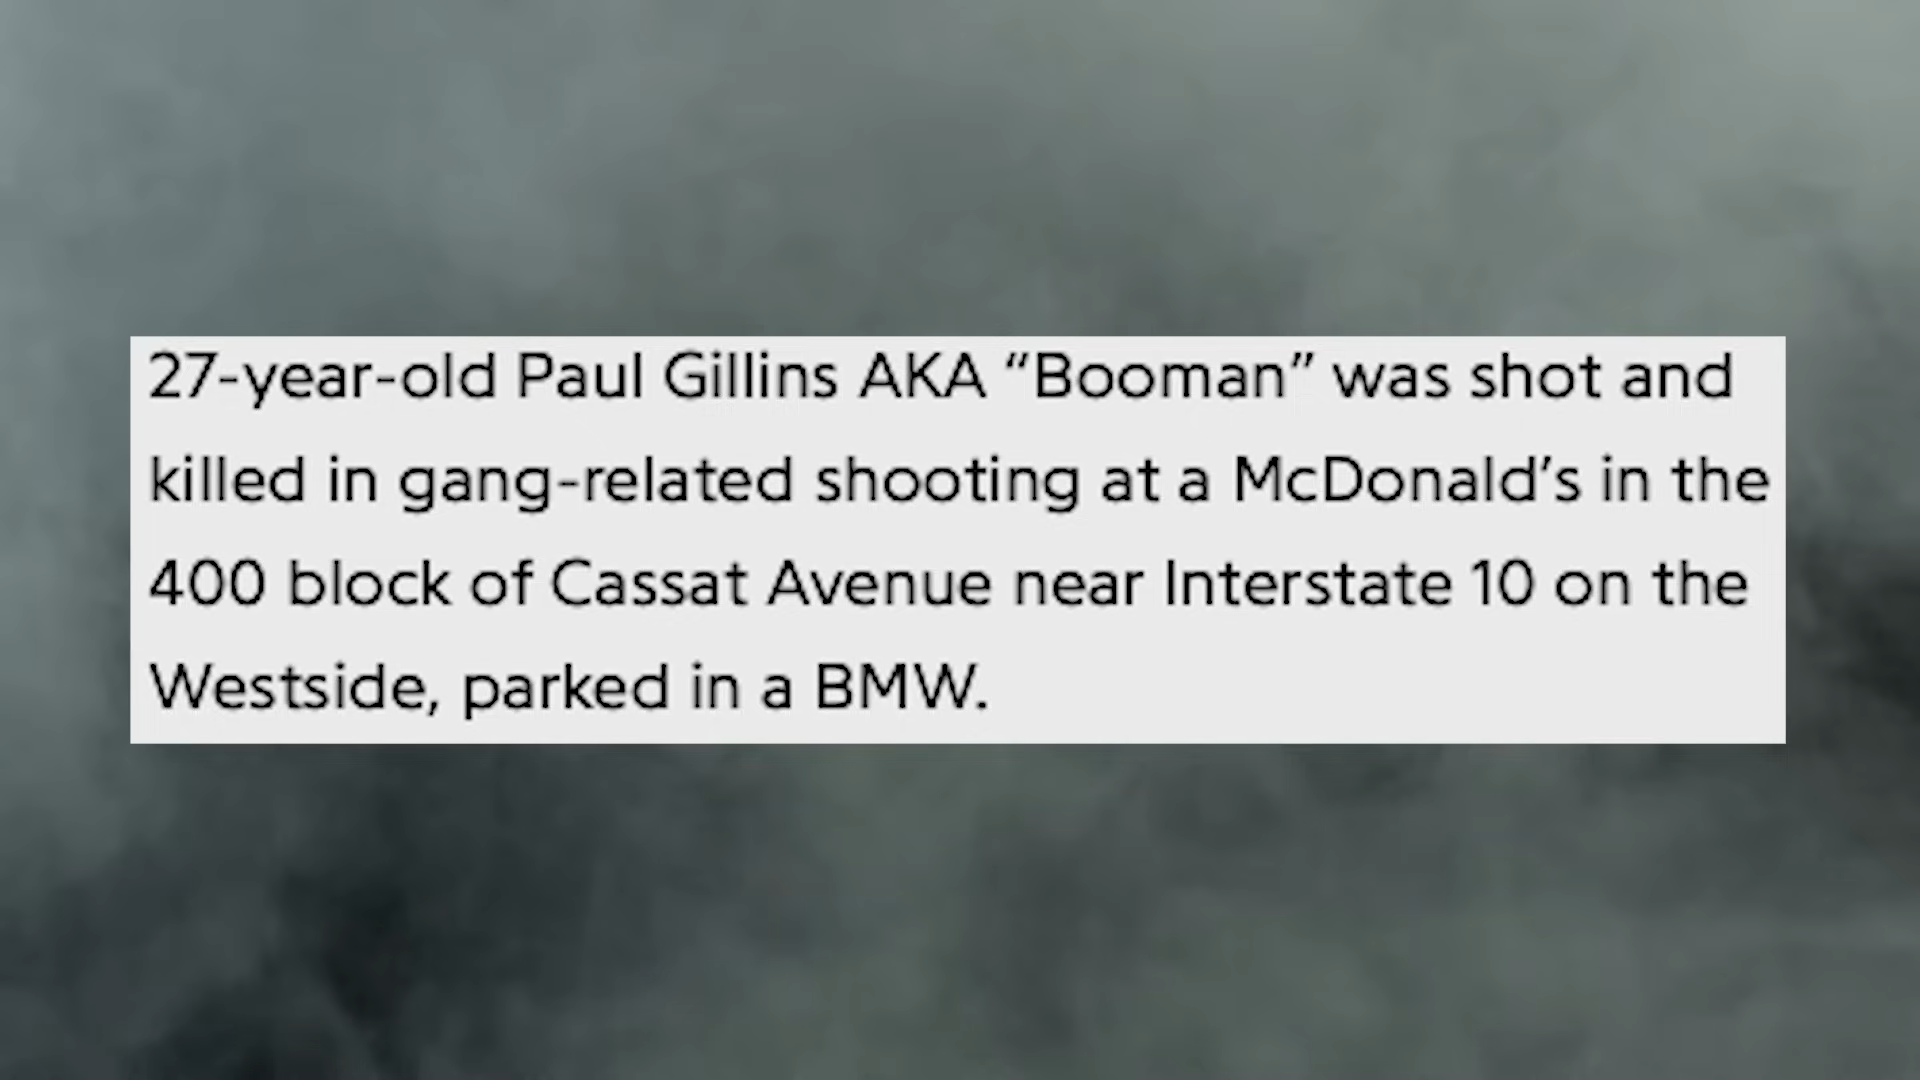 27-year-old Paul Gillins AKA “Booman” was shot and
killed in gang-related shooting at a McDonald’s in the
400 block of Cassat Avenue near Interstate 10 on the
Westside, parked in a BMW.